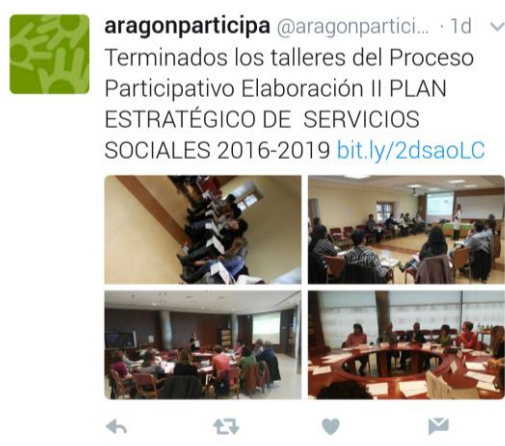 aragonparticipa @aragonpartici... · 1d
Terminados los talleres del Proceso
Participativo Elaboración II PLAN
ESTRATÉGICO DE SERVICIOS
SOCIALES 2016-2019 bit.ly/2dsaoLC